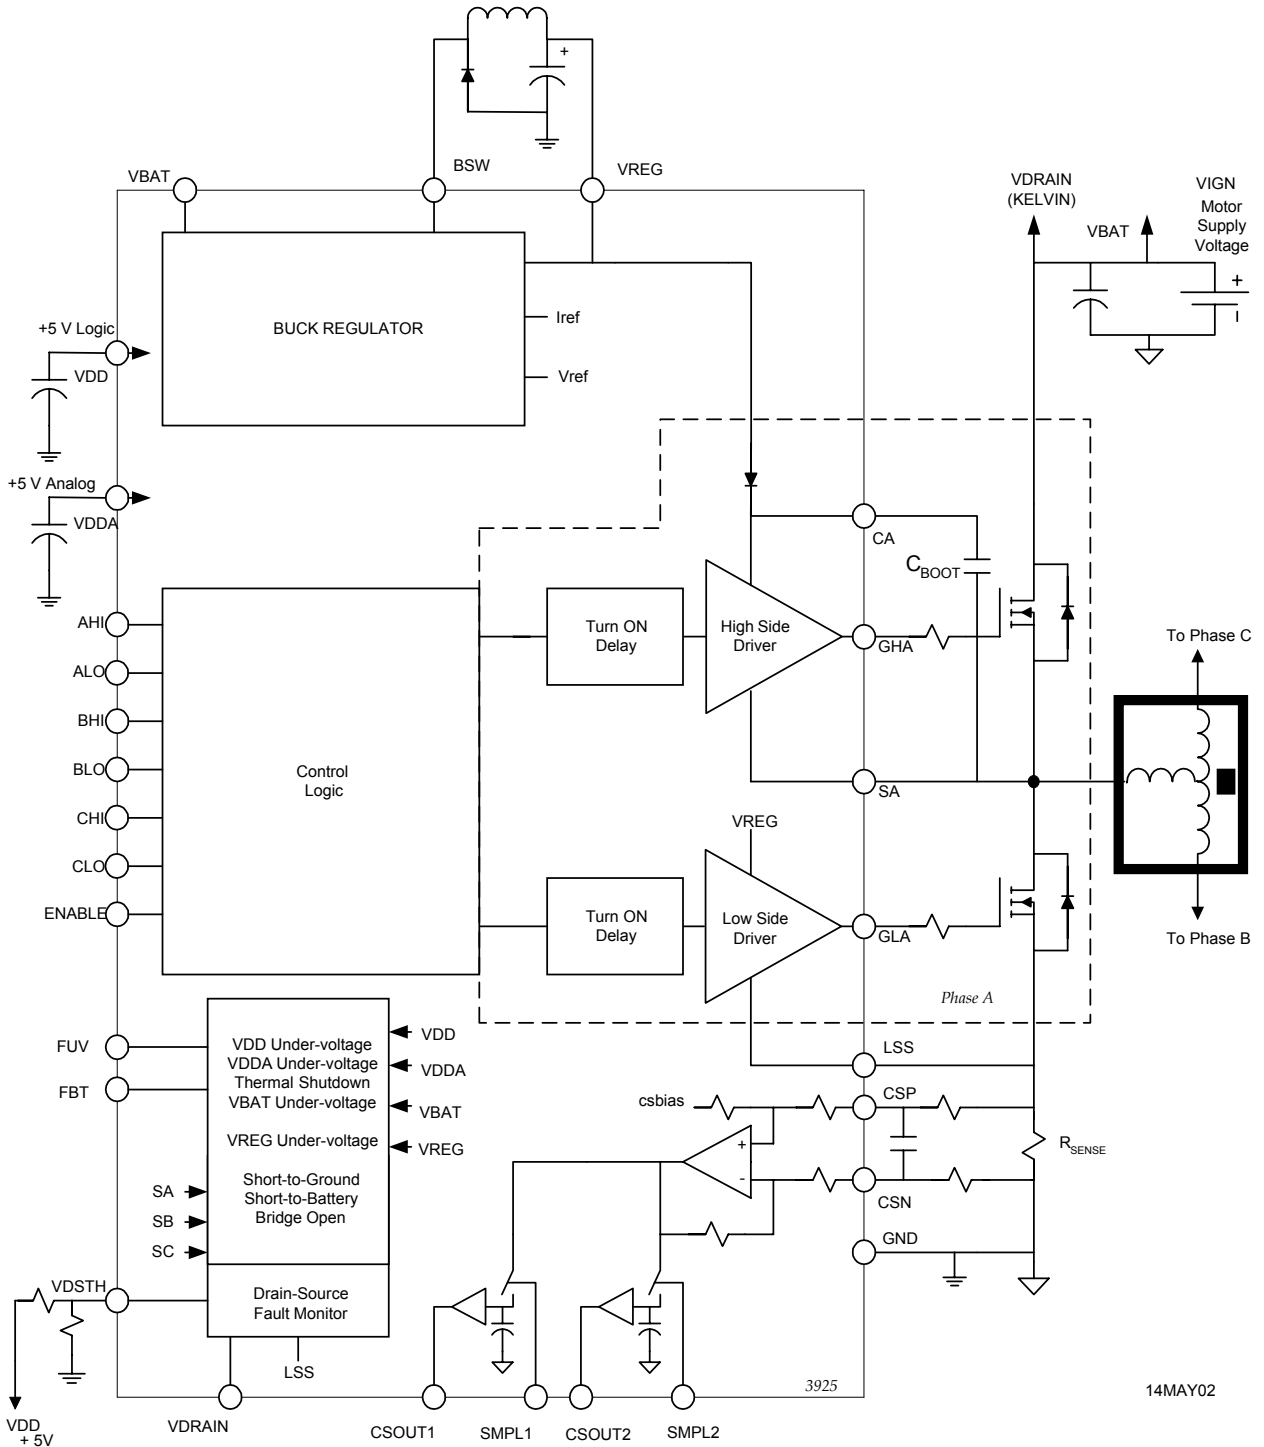 BSW
VREG
VBAT
VDRAIN
(KELVIN)
VIGN
Motor
Supply
Voltage
VBAT
+
+
I
BUCK REGULATOR
Iref
Vref
+5 V Logic
VDD
+5 V Analog
VDDA
CA
CBOOT
AHI
ALO
BHI
BLO
CHI
CLO
ENABLE
Control
Logic
Turn ON
Delay
High Side
Driver
GHA
SA
To Phase C
VREG
Turn ON
Delay
Low Side
Driver
GLA
To Phase B
Phase A
FUV
FBT
VDD Under-voltage
VDDA Under-voltage
Thermal Shutdown
VBAT Under-voltage
VREG Under-voltage
Short-to-Ground
Short-to-Battery
Bridge Open
VDD
VDDA
VBAT
VREG
SA
SB
SC
LSS
CSP
csbias
+
-
CSN
RSENSE
GND
VDSTH
Drain-Source
Fault Monitor
LSS
VDD
+ 5V
VDRAIN
CSOUT1
SMPL1
CSOUT2
SMPL2
3925
14MAY02